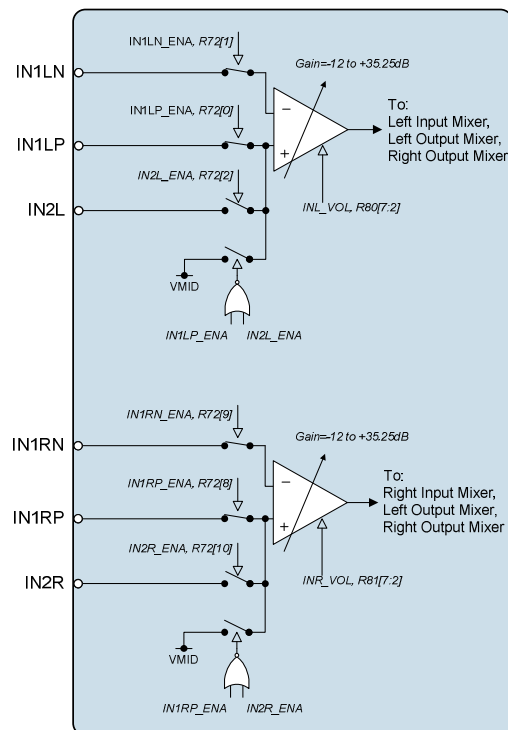 IN1LN_ENA, R72[1]
Gain=-12 to +35.25dB
IN1LN
IN1LP_ENA, R72[0]
To:
Left Input Mixer,
Left Output Mixer,
Right Output Mixer
IN1LP
IN2L_ENA, R72[2]
IN2L
INL_VOL, R80[7:2]
VMID
IN1LP_ENA
IN2L_ENA
IN1RN_ENA, R72[9]
Gain=-12 to +35.25dB
IN1RN
IN1RP_ENA, R72[8]
To:
Right Input Mixer,
Left Output Mixer,
Right Output Mixer
IN1RP
IN2R_ENA, R72[10]
IN2R
INR_VOL, R81[7:2]
VMID
IN1RP_ENA
IN2R_ENA